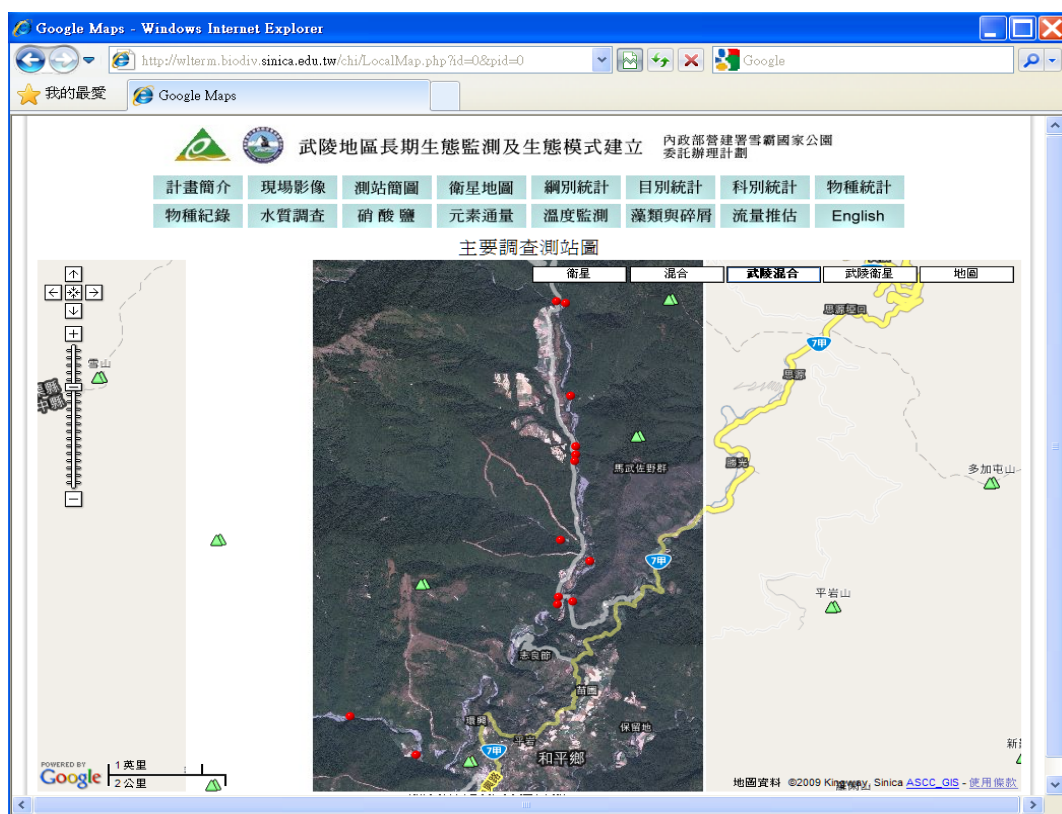 Google Maps - Windows Internet Explorer
http://wlterm.biodiv.sinica.edu.tw/chi/LocalMap.php?id=0&pid=0
Google
我的最愛
Google Maps
武陵地區長期生態監測及生態模式建立
內政部營建署雪霸國家公園
委託辦理計劃
計畫簡介 現場影像 測站簡圖 衛星地圖 綱別統計 目別統計 科別統計 物種統計
物種紀錄 水質調查 硝酸鹽 元素通量 溫度監測 藻類與碎屑 流量推估 English
主要調查測站圖
衛星 混合 武陵混合 武陵衛星 地圖
思源埡口
7甲
雪山
思源
中縣
馬武佐野群
多加屯山
7甲
平岩山
志良節
苗圃
環興
保留地
平岩
新
7甲
和平鄉
POWERED BY
Google
1 英里
2 公里
地圖資料 ©2009 Kingway, Sinica ASCC_GIS - 使用條款